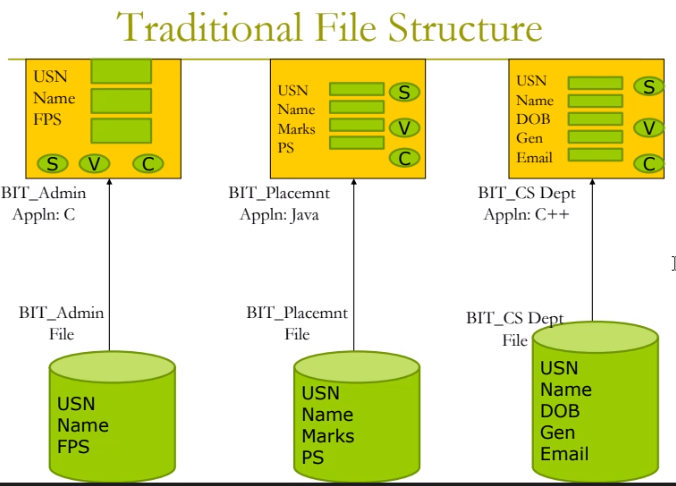 Traditional File Structure
USN
Name
FPS
S V C
BIT_Admin
Appln: C
USN
Name
Marks
PS
S
V
C
BIT_Placemnt
Appln: Java
USN
Name
DOB
Gen
Email
S
V
C
BIT_CS Dept
Appln: C++
BIT_Admin
File
BIT_Placemnt
File
BIT_CS Dept
File
USN
Name
FPS
USN
Name
Marks
PS
USN
Name
DOB
Gen
Email